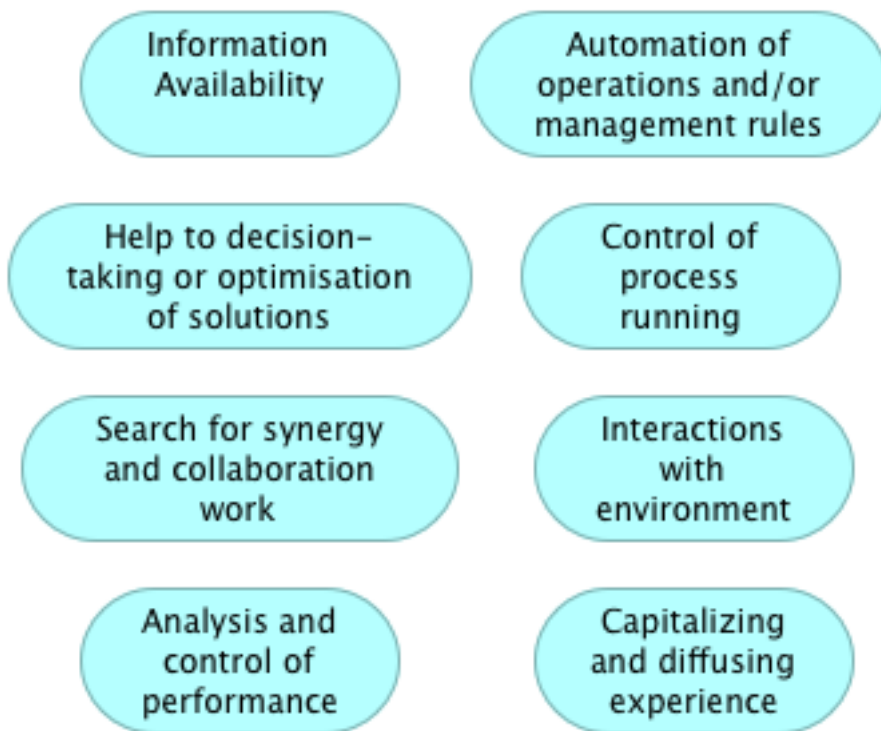 Information
Availability
Automation of
operations and/or
management rules
Help to decision-
taking or optimisation
of solutions
Control of
process
running
Search for synergy
and collaboration
work
Interactions
with
environment
Analysis and
control of
performance
Capitalizing
and diffusing
experience